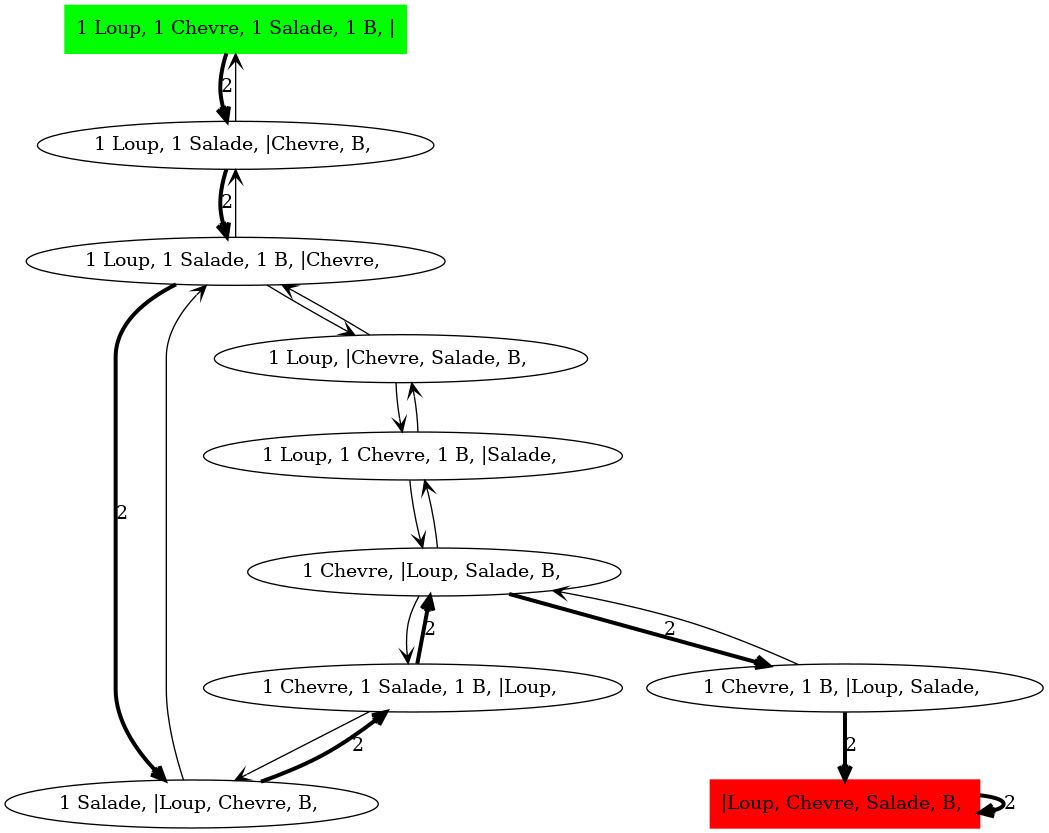 1 Loup, 1 Chevre, 1 Salade, 1 B, |
2
1 Loup, 1 Salade, |Chevre, B,
2
1 Loup, 1 Salade, 1 B, |Chevre,
1 Loup, |Chevre, Salade, B,
1 Loup, 1 Chevre, 1 B, |Salade,
2
1 Chevre, |Loup, Salade, B,
2
2
1 Chevre, 1 Salade, 1 B, |Loup,
1 Chevre, 1 B, |Loup, Salade,
2
2
1 Salade, |Loup, Chevre, B,
|Loup, Chevre, Salade, B,
2